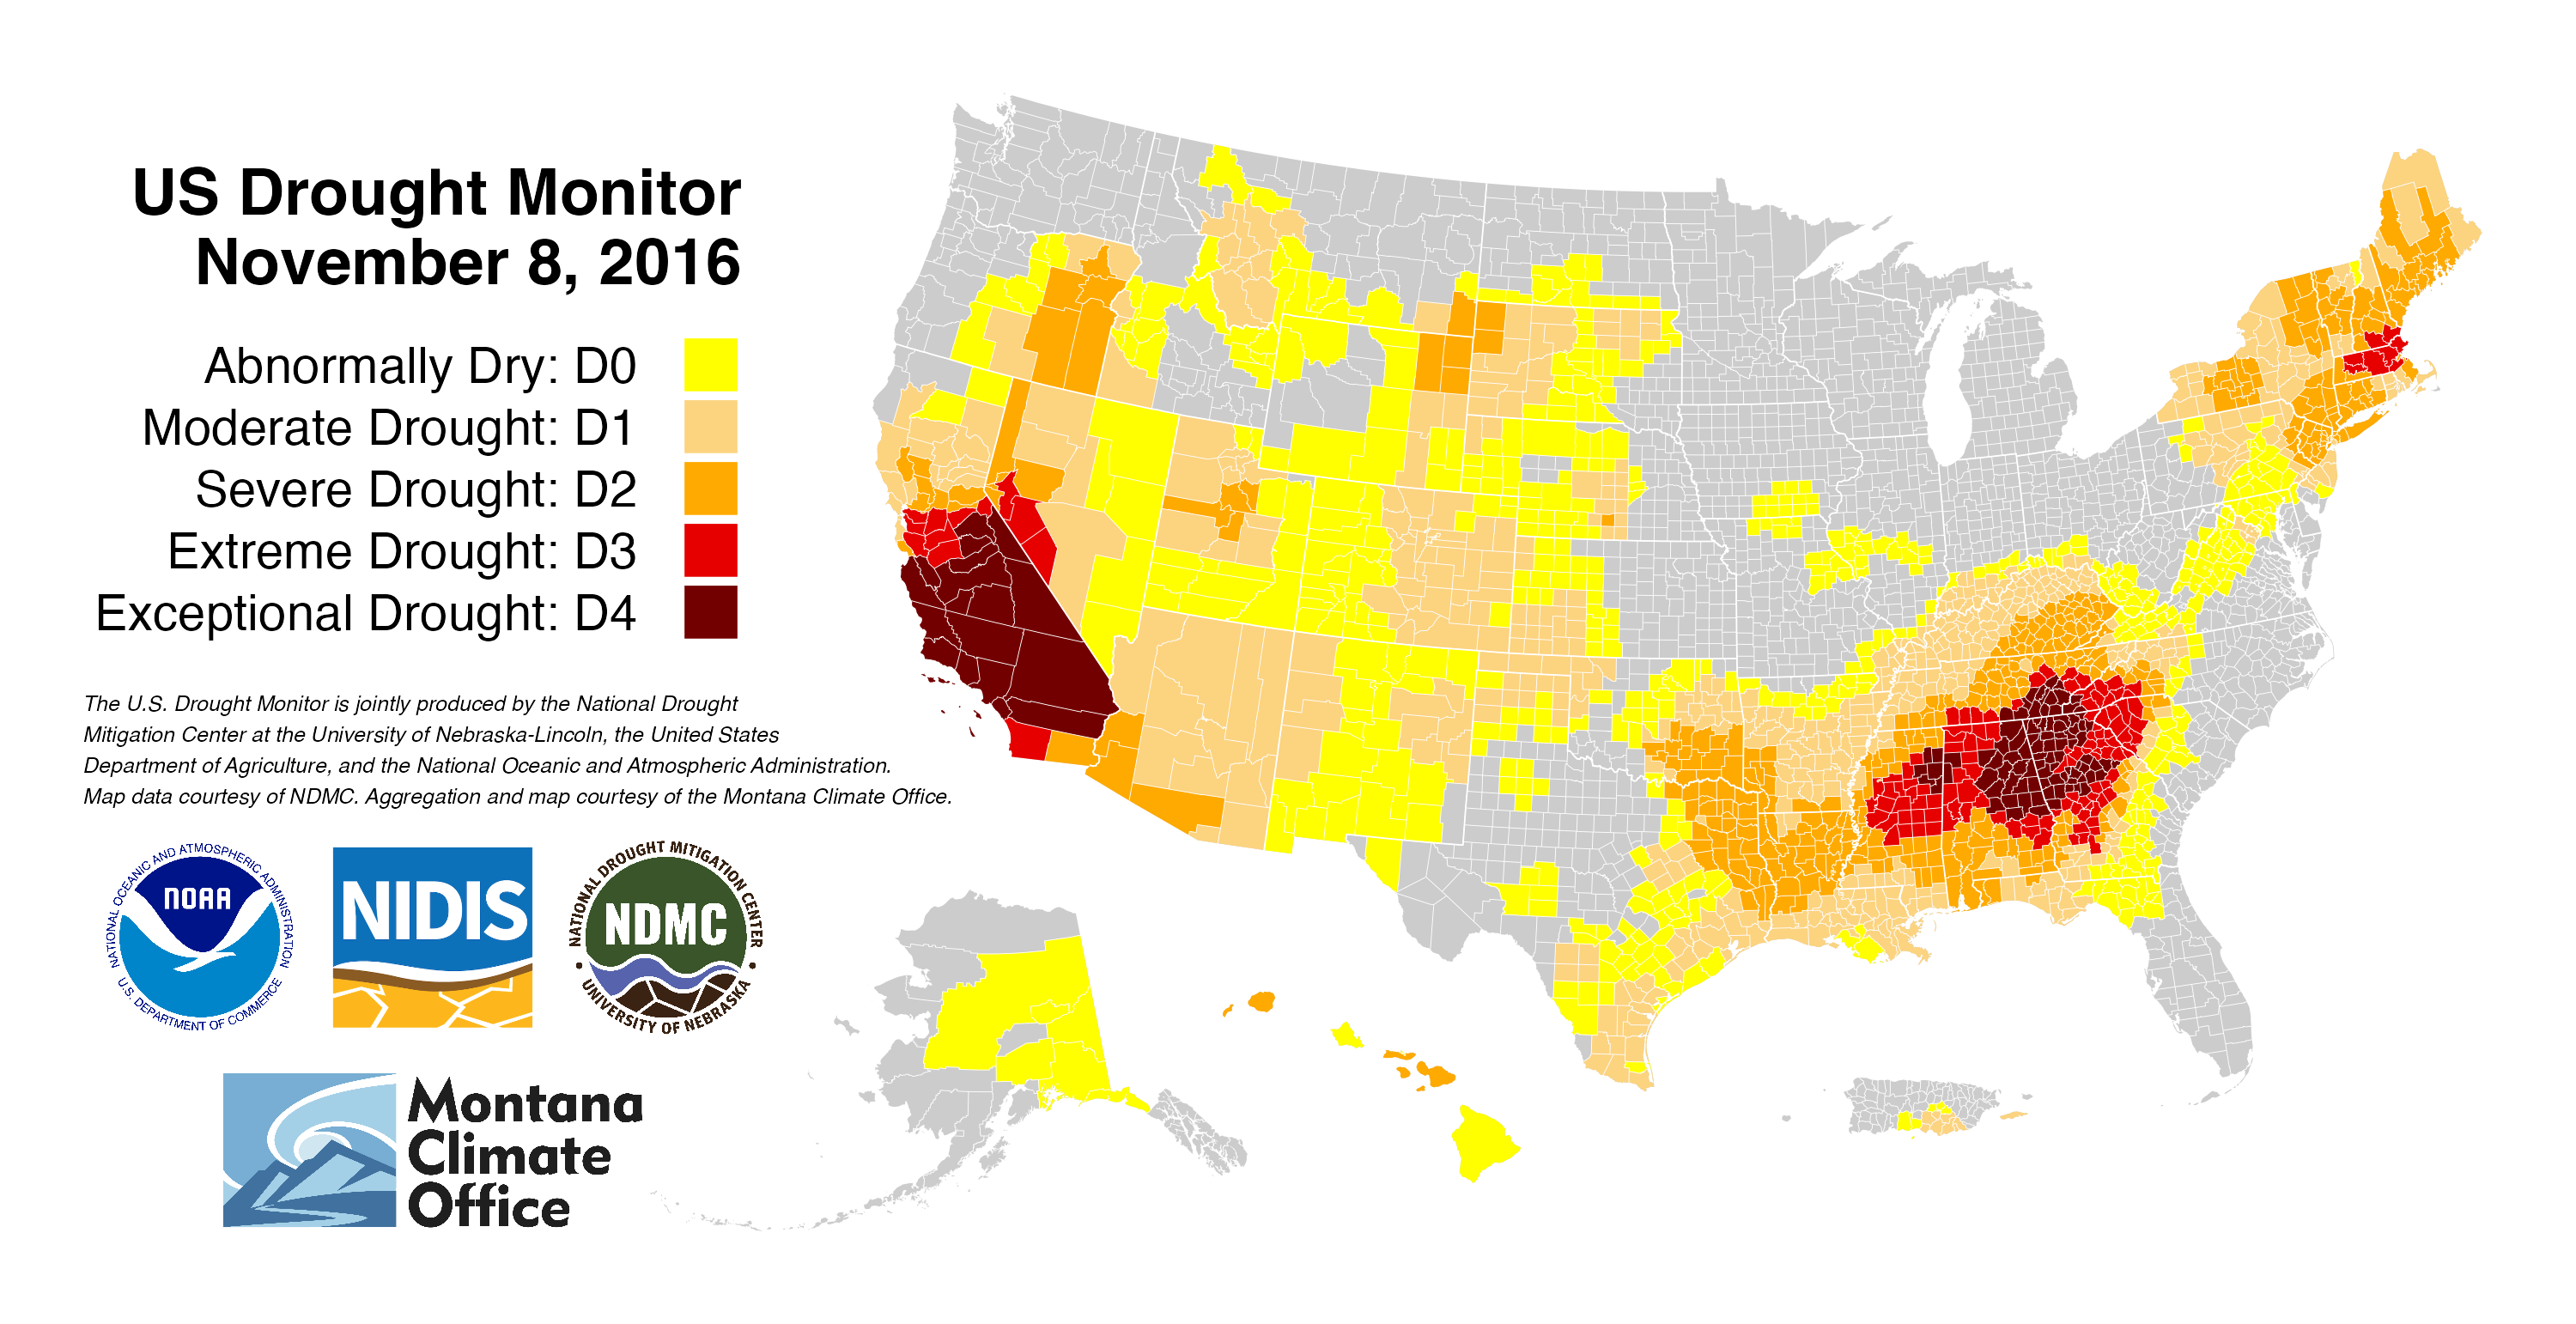 US Drought Monitor
November 8, 2016
Abnormally Dry: D0
Moderate Drought: D1
Severe Drought: D2
Extreme Drought: D3
Exceptional Drought: D4
The U.S. Drought Monitor is jointly produced by the National Drought
Mitigation Center at the University of Nebraska-Lincoln, the United States
Department of Agriculture, and the National Oceanic and Atmospheric Administration.
Map data courtesy of NDMC. Aggregation and map courtesy of the Montana Climate Office.
NATIONAL OCEANIC AND ATMOSPHERIC ADMINISTRATION
NOAA
U.S. DEPARTMENT OF COMMERCE
NIDIS
NATIONAL DROUGHT MITIGATION CENTER
NDMC
UNIVERSITY OF NEBRASKA
Montana
Climate
Office